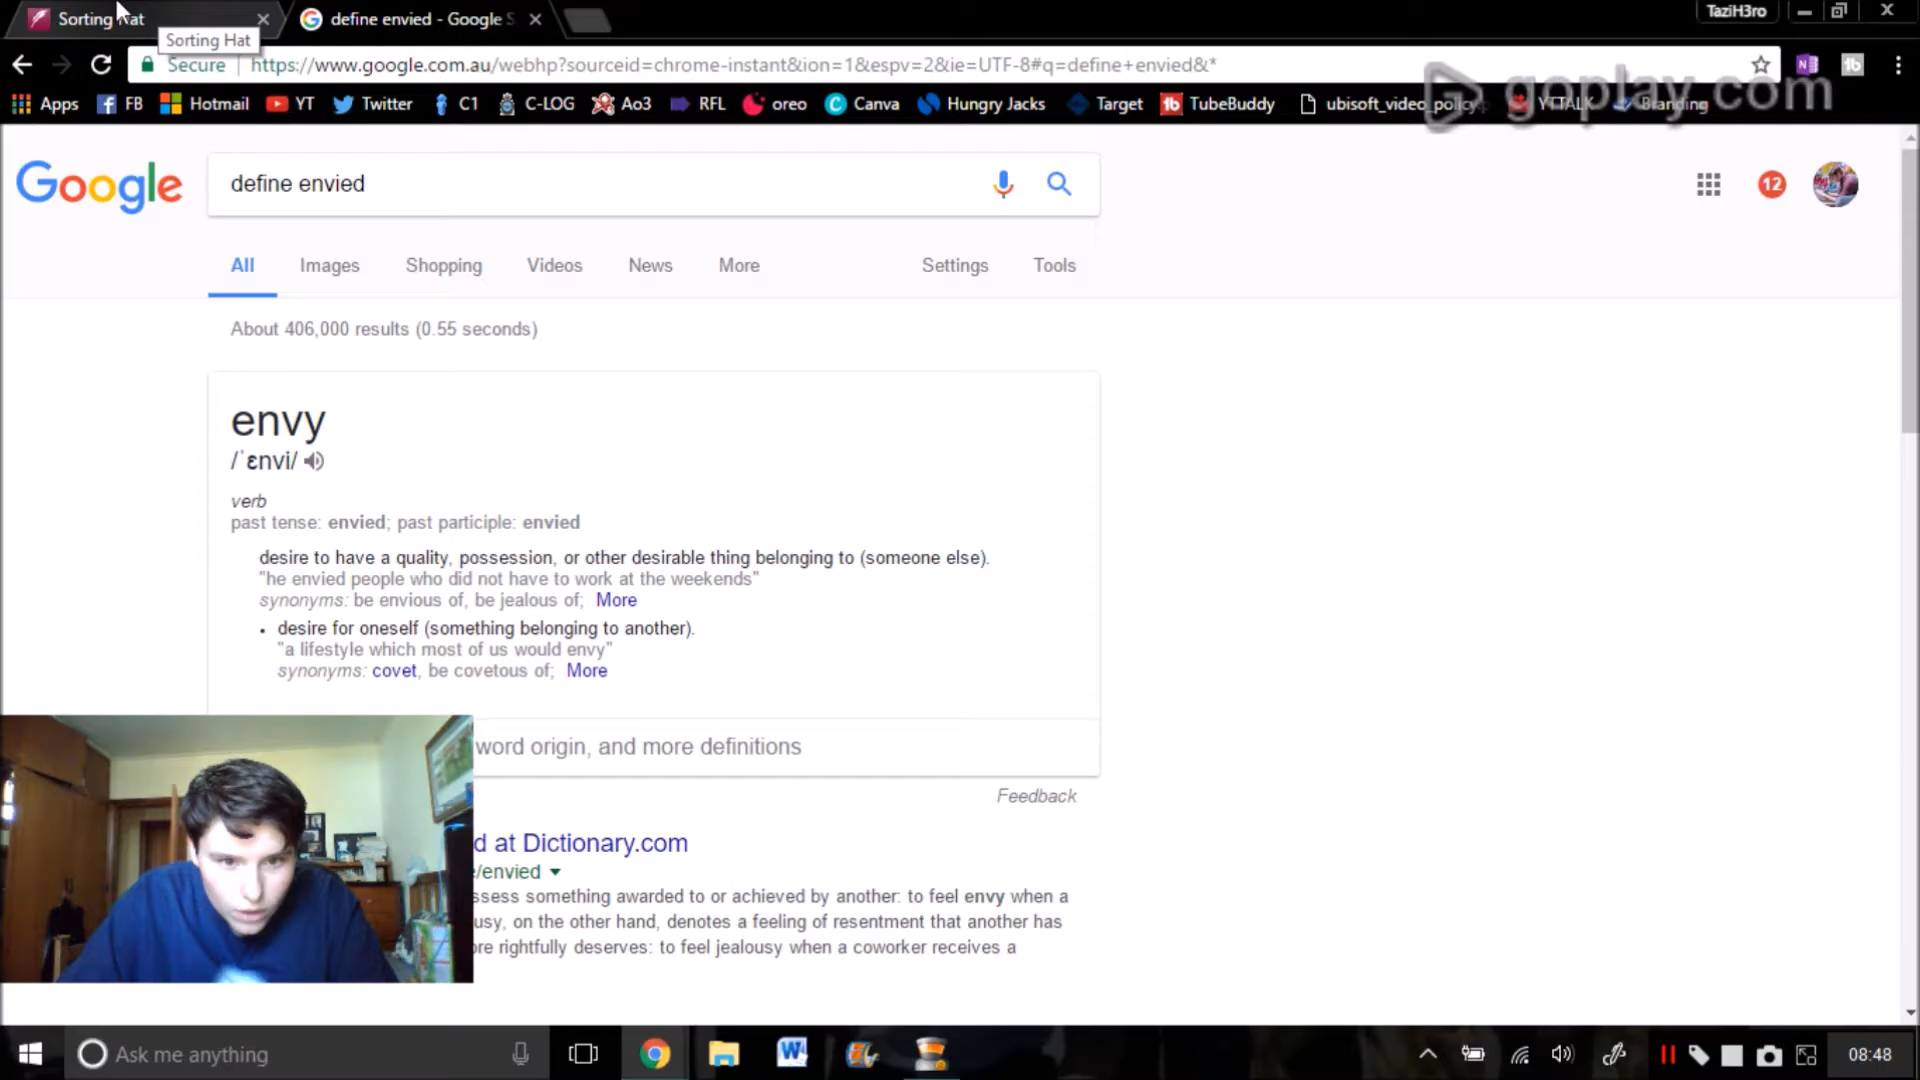 Sorting Hat
define envied - Google S
TaziH3ro
Sorting Hat
Secure
https://www.google.com.au/webhp?sourceid=chrome-instant&ion=1&espv=2&ie=UTF-8#q=define+envied&*
Apps FB Hotmail YT Twitter C1 C-LOG Ao3 RFL oreo Canva Hungry Jacks Target TubeBuddy ubisoft_video_policy. YTTALK Branding
goplay.com
Google
define envied
12
All Images Shopping Videos News More Settings Tools
About 406,000 results (0.55 seconds)
envy
/ˈɛnvi/
verb
past tense: envied; past participle: envied
desire to have a quality, possession, or other desirable thing belonging to (someone else).
"he envied people who did not have to work at the weekends"
synonyms: be envious of, be jealous of; More
• desire for oneself (something belonging to another).
"a lifestyle which most of us would envy"
synonyms: covet, be covetous of; More
word origin, and more definitions
Feedback
d at Dictionary.com
/envied
ssess something awarded to or achieved by another: to feel envy when a
usy, on the other hand, denotes a feeling of resentment that another has
ore rightfully deserves: to feel jealousy when a coworker receives a
Ask me anything
08:48